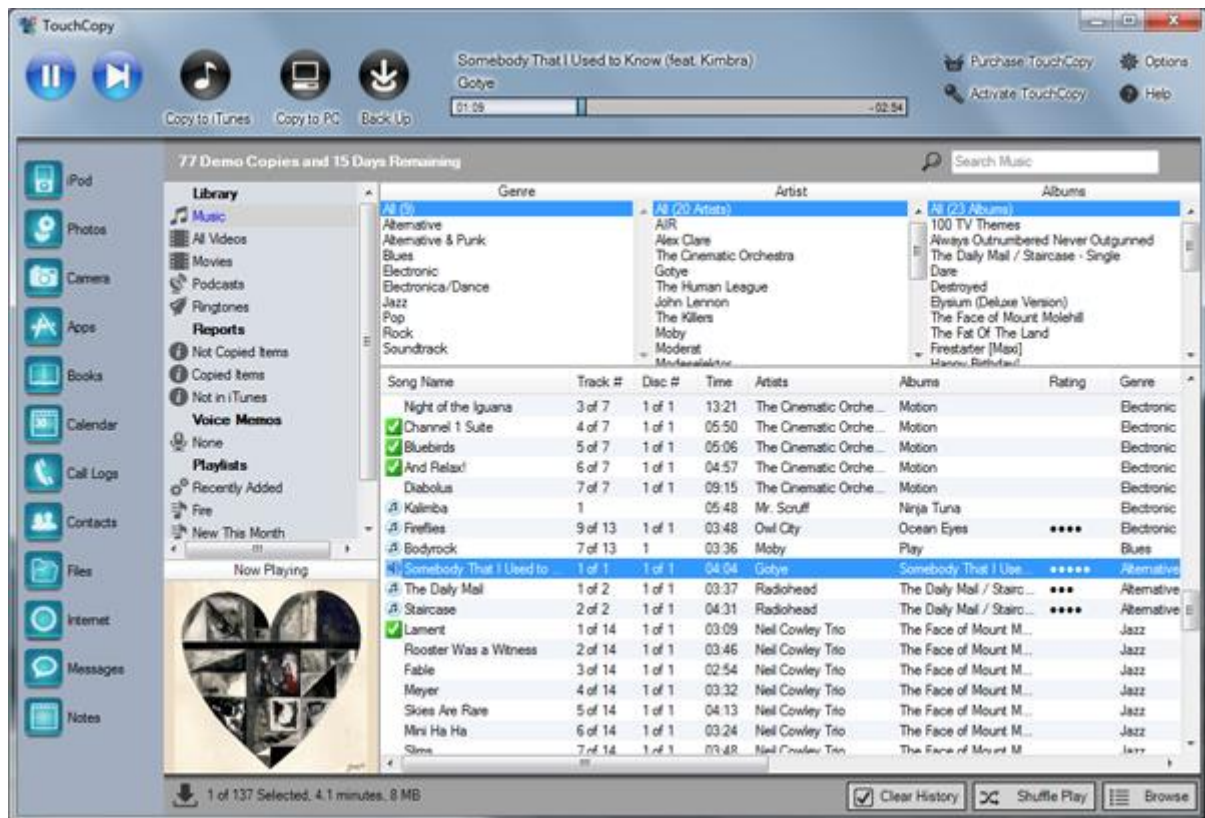 TouchCopy
Somebody That I Used to Know (feat. Kimbra)
Gotye
01:09 -02:54
Copy to iTunes Copy to PC Back Up
Purchase TouchCopy Options
Activate TouchCopy Help
77 Demo Copies and 15 Days Remaining
Search Music
iPod
Photos
Camera
Apps
Books
Calendar
Call Logs
Contacts
Files
Internet
Messages
Notes
Library
Music
All Videos
Movies
Podcasts
Ringtones
Reports
Not Copied Items
Copied Items
Not in iTunes
Voice Memos
None
Playlists
Recently Added
Fire
New This Month
Now Playing
Genre
All (9)
Alternative
Alternative & Punk
Blues
Electronic
Electronica/Dance
Jazz
Pop
Rock
Soundtrack
Artist
All (20 Artists)
AIR
Alex Clare
The Cinematic Orchestra
Gotye
The Human League
John Lennon
The Killers
Moby
Moderat
Modeselektor
Albums
All (23 Albums)
100 TV Themes
Always Outnumbered Never Outgunned
The Daily Mail / Staircase - Single
Dare
Destroyed
Elysium (Deluxe Version)
The Face of Mount Molehill
The Fat Of The Land
Firestarter [Maxi]
Happy Birthday!
Song Name Track # Disc # Time Artists Albums Rating Genre
Night of the Iguana 3 of 7 1 of 1 13:21 The Cinematic Orche... Motion Electronic
Channel 1 Suite 4 of 7 1 of 1 05:50 The Cinematic Orche... Motion Electronic
Bluebirds 5 of 7 1 of 1 05:06 The Cinematic Orche... Motion Electronic
And Relax! 6 of 7 1 of 1 04:57 The Cinematic Orche... Motion Electronic
Diabolus 7 of 7 1 of 1 09:15 The Cinematic Orche... Motion Electronic
Kalimba 1 05:48 Mr. Scruff Ninja Tuna Electronic
Fireflies 9 of 13 1 of 1 03:48 Owl City Ocean Eyes •••• Electronic
Bodyrock 7 of 13 1 03:36 Moby Play Blues
Somebody That I Used to ... 1 of 1 1 of 1 04:04 Gotye Somebody That I Use... ••••• Alternative
The Daily Mail 1 of 2 1 of 1 03:37 Radiohead The Daily Mail / Stairc... ••• Alternative
Staircase 2 of 2 1 of 1 04:31 Radiohead The Daily Mail / Stairc... •••• Alternative
Lament 1 of 14 1 of 1 03:09 Neil Cowley Trio The Face of Mount M... Jazz
Rooster Was a Witness 2 of 14 1 of 1 03:46 Neil Cowley Trio The Face of Mount M... Jazz
Fable 3 of 14 1 of 1 02:54 Neil Cowley Trio The Face of Mount M... Jazz
Meyer 4 of 14 1 of 1 03:32 Neil Cowley Trio The Face of Mount M... Jazz
Skies Are Rare 5 of 14 1 of 1 04:13 Neil Cowley Trio The Face of Mount M... Jazz
Mini Ha Ha 6 of 14 1 of 1 03:24 Neil Cowley Trio The Face of Mount M... Jazz
Slims 7 of 14 1 of 1 03:48 Neil Cowley Trio The Face of Mount M... Jazz
1 of 137 Selected, 4.1 minutes, 8 MB
Clear History Shuffle Play Browse